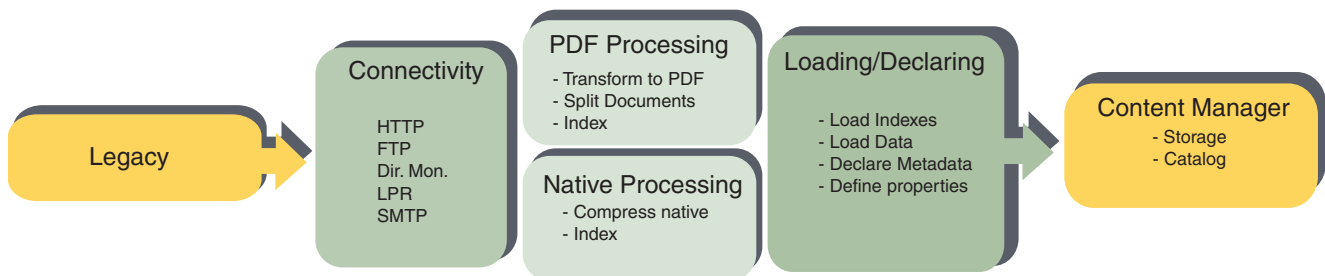 Legacy
Connectivity
HTTP
FTP
Dir. Mon.
LPR
SMTP
PDF Processing
- Transform to PDF
- Split Documents
- Index
Native Processing
- Compress native
- Index
Loading/Declaring
- Load Indexes
- Load Data
- Declare Metadata
- Define properties
Content Manager
- Storage
- Catalog